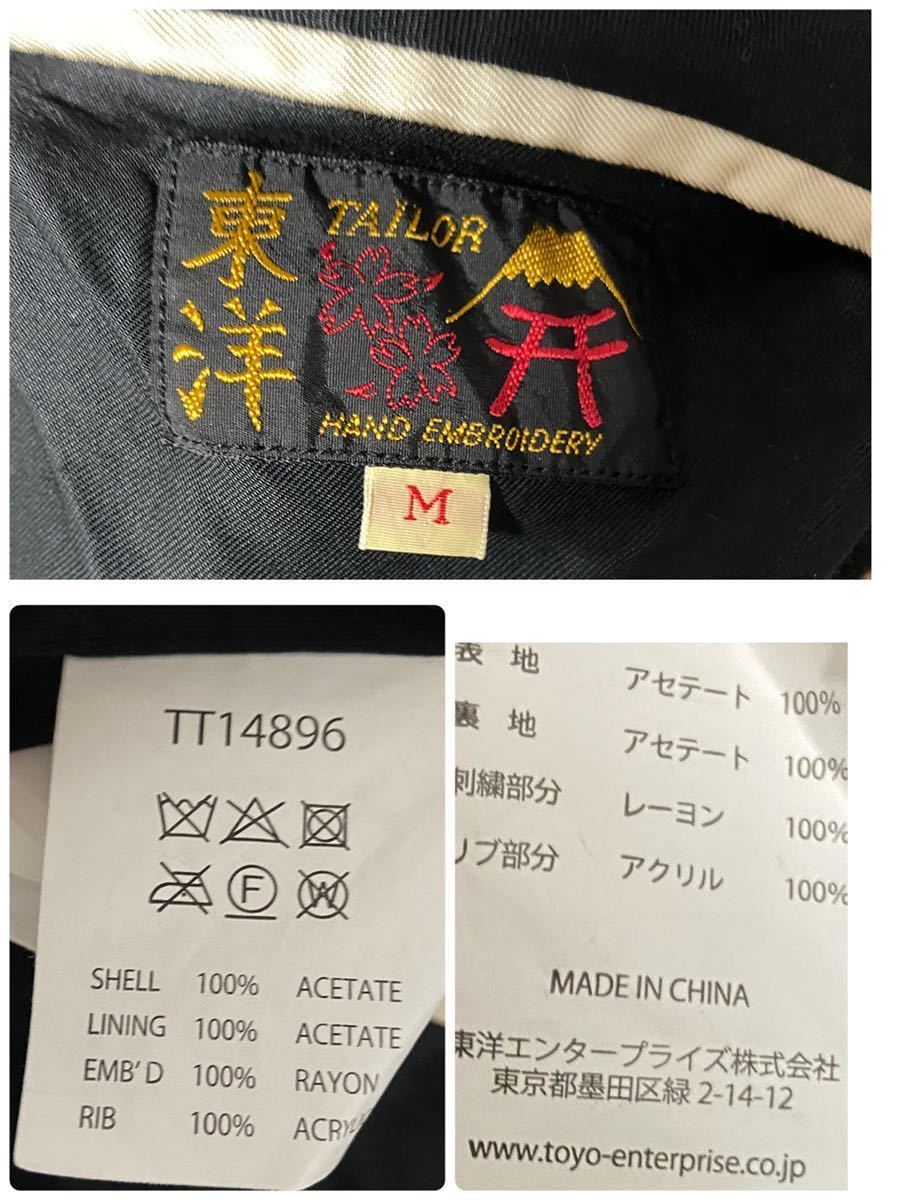 東洋
TAILOR
HAND EMBROIDERY
M
TT14896
F
W
SHELL 100% ACETATE
LINING 100% ACETATE
EMB'D 100% RAYON
RIB 100%
表地 アセテート 100%
裏地 アセテート 100%
刺繍部分 レーヨン 100%
リブ部分 アクリル 100%
MADE IN CHINA
東洋エンタープライズ株式会社
東京都墨田区緑 2-14-12
www.toyo-enterprise.co.jp